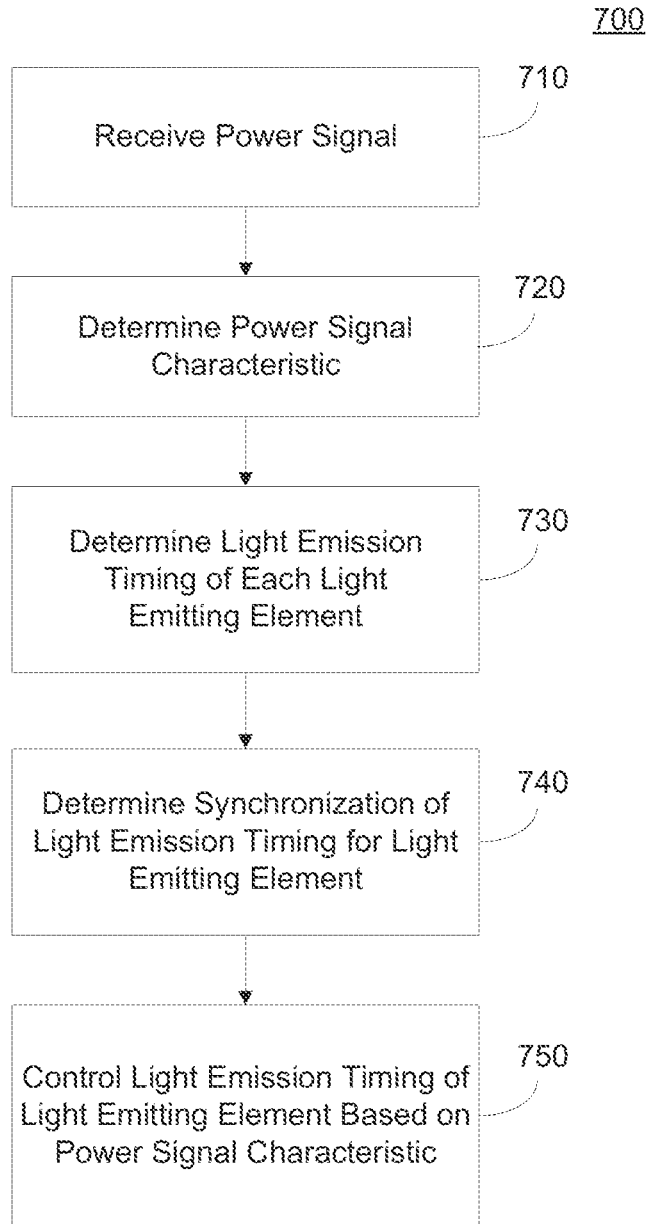 700
710
Receive Power Signal
720
Determine Power Signal
Characteristic
730
Determine Light Emission
Timing of Each Light
Emitting Element
740
Determine Synchronization of
Light Emission Timing for Light
Emitting Element
750
Control Light Emission Timing of
Light Emitting Element Based on
Power Signal Characteristic